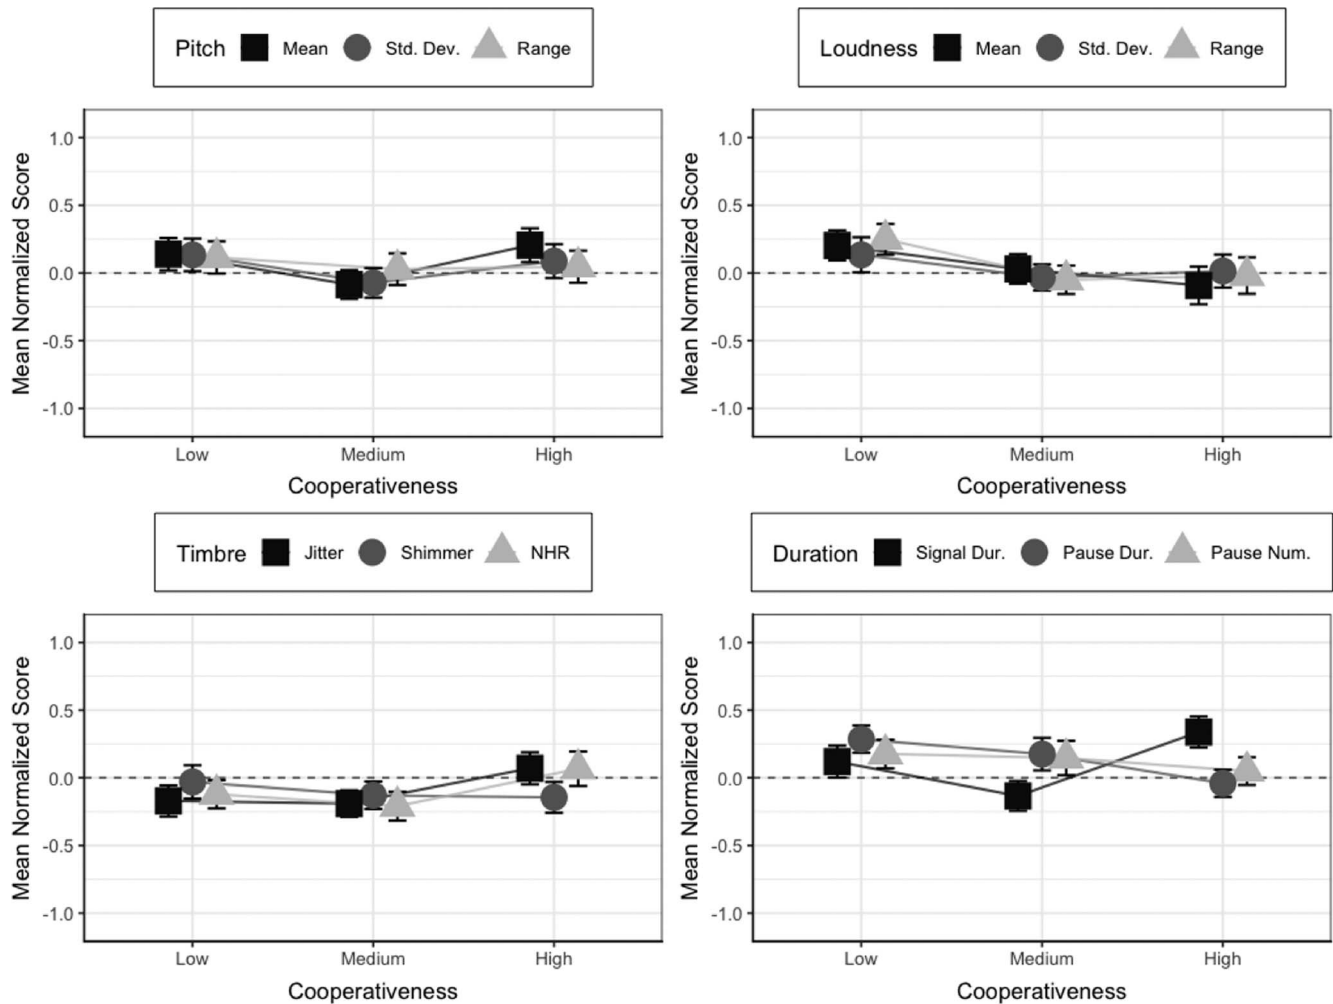 Pitch Mean Std. Dev. Range
Mean Normalized Score
1.0
0.5
0.0
-0.5
-1.0
Low Medium High
Cooperativeness
Loudness Mean Std. Dev. Range
Mean Normalized Score
1.0
0.5
0.0
-0.5
-1.0
Low Medium High
Cooperativeness
Timbre Jitter Shimmer NHR
Mean Normalized Score
1.0
0.5
0.0
-0.5
-1.0
Low Medium High
Cooperativeness
Duration Signal Dur. Pause Dur. Pause Num.
Mean Normalized Score
1.0
0.5
0.0
-0.5
-1.0
Low Medium High
Cooperativeness